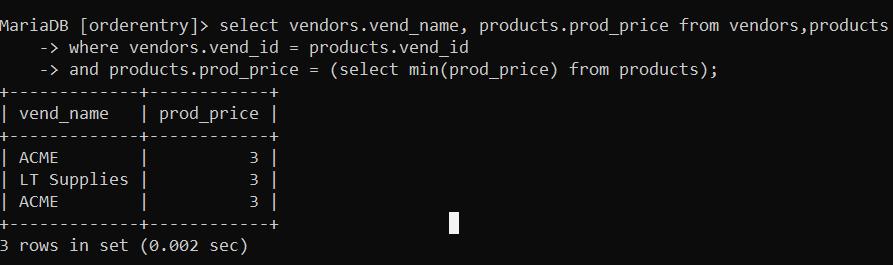 MariaDB [orderentry]> select vendors.vend_name, products.prod_price from vendors,products
    -> where vendors.vend_id = products.vend_id
    -> and products.prod_price = (select min(prod_price) from products);
+-------------+------------+
| vend_name   | prod_price |
+-------------+------------+
| ACME        |          3 |
| LT Supplies |          3 |
| ACME        |          3 |
+-------------+------------+
3 rows in set (0.002 sec)